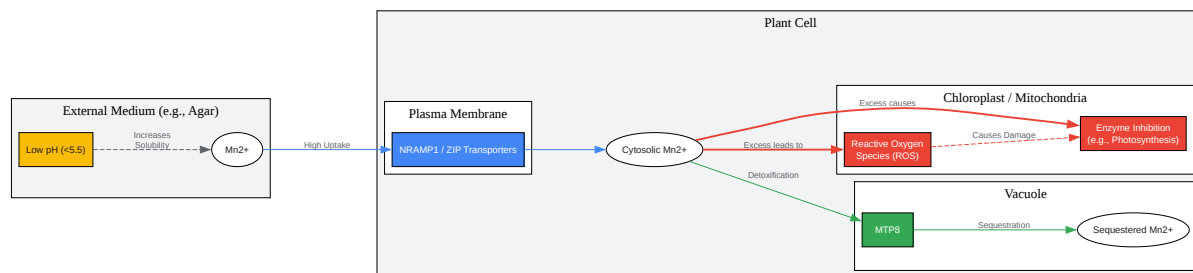 Plant Cell
External Medium (e.g., Agar)
Low pH (<5.5)
Increases
Solubility
Mn2+
High Uptake
Plasma Membrane
NRAMP1 / ZIP Transporters
Cytosolic Mn2+
Excess causes
Excess leads to
Detoxification
Chloroplast / Mitochondria
Reactive Oxygen
Species (ROS)
Causes Damage
Enzyme Inhibition
(e.g., Photosynthesis)
Vacuole
MTP8
Sequestration
Sequestered Mn2+